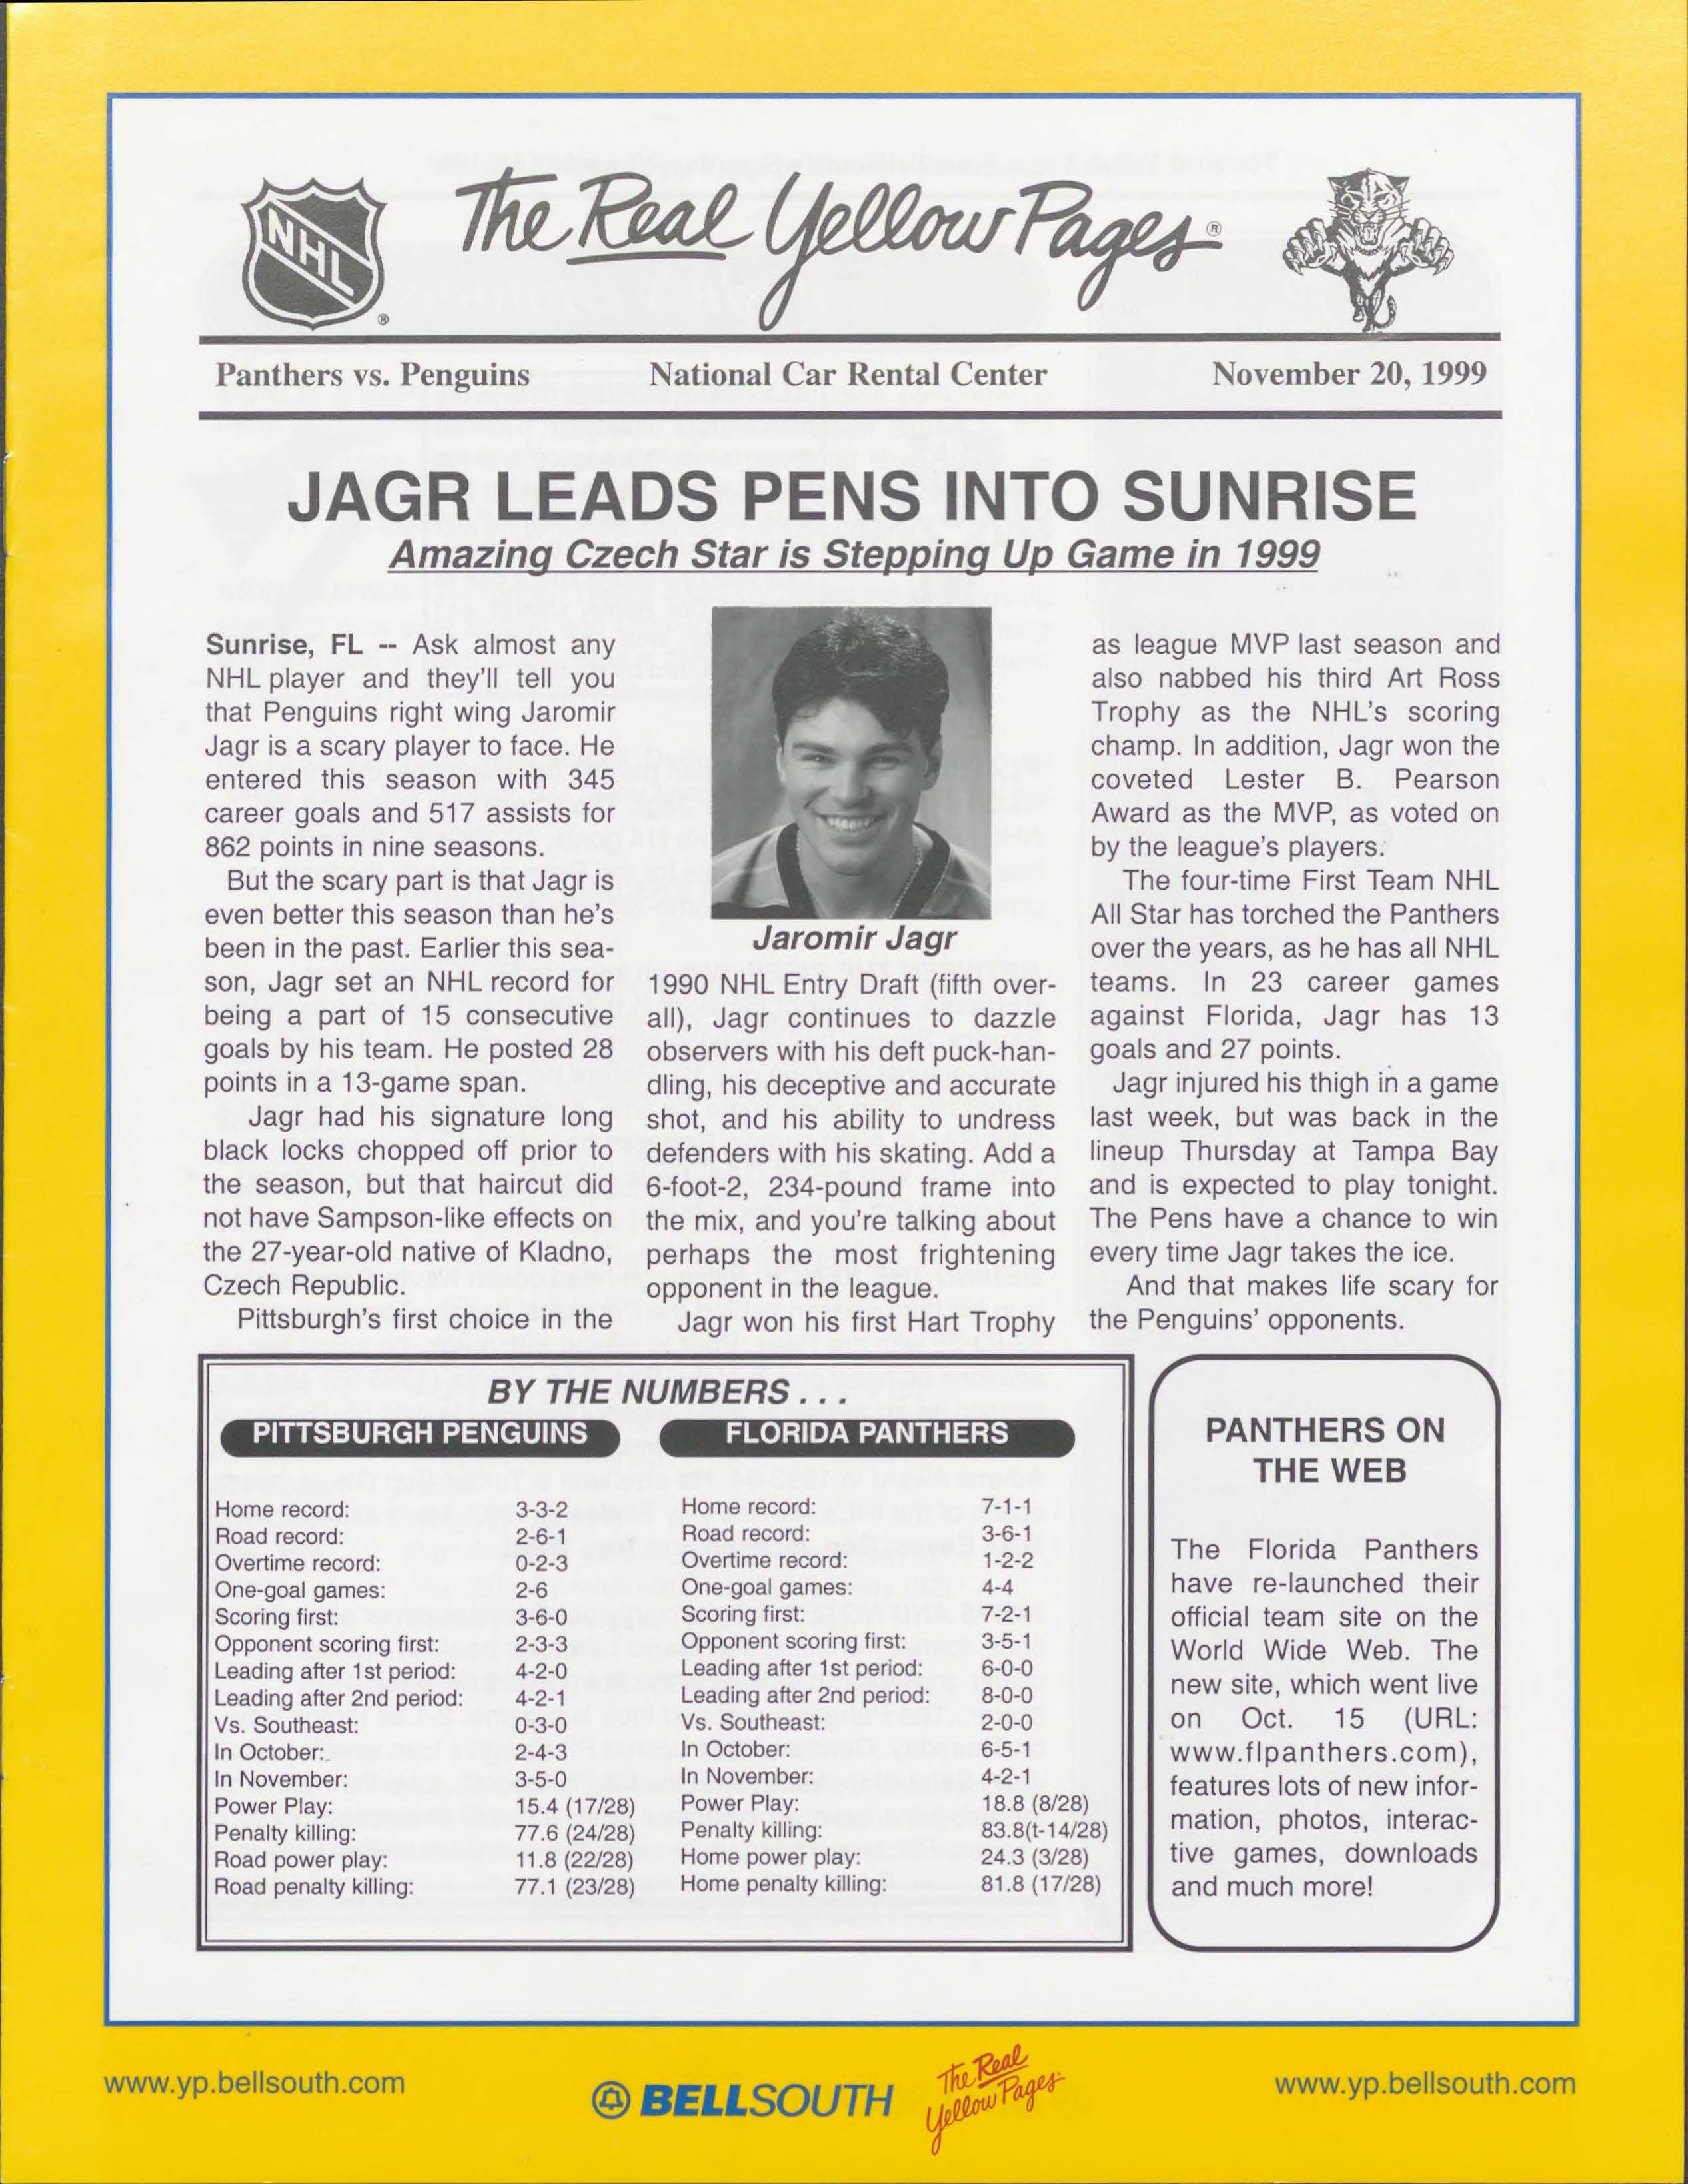 NHL
®
The Real Yellow Pages®
Panthers vs. Penguins National Car Rental Center November 20, 1999
JAGR LEADS PENS INTO SUNRISE
Amazing Czech Star is Stepping Up Game in 1999
Sunrise, FL -- Ask almost any
NHL player and they'll tell you
that Penguins right wing Jaromir
Jagr is a scary player to face. He
entered this season with 345
career goals and 517 assists for
862 points in nine seasons.
But the scary part is that Jagr is
even better this season than he's
been in the past. Earlier this sea-
son, Jagr set an NHL record for
being a part of 15 consecutive
goals by his team. He posted 28
points in a 13-game span.
Jagr had his signature long
black locks chopped off prior to
the season, but that haircut did
not have Sampson-like effects on
the 27-year-old native of Kladno,
Czech Republic.
Pittsburgh's first choice in the
Jaromir Jagr
1990 NHL Entry Draft (fifth over-
all), Jagr continues to dazzle
observers with his deft puck-han-
dling, his deceptive and accurate
shot, and his ability to undress
defenders with his skating. Add a
6-foot-2, 234-pound frame into
the mix, and you're talking about
perhaps the most frightening
opponent in the league.
Jagr won his first Hart Trophy
as league MVP last season and
also nabbed his third Art Ross
Trophy as the NHL's scoring
champ. In addition, Jagr won the
coveted Lester B. Pearson
Award as the MVP, as voted on
by the league's players.
The four-time First Team NHL
All Star has torched the Panthers
over the years, as he has all NHL
teams. In 23 career games
against Florida, Jagr has 13
goals and 27 points.
Jagr injured his thigh in a game
last week, but was back in the
lineup Thursday at Tampa Bay
and is expected to play tonight.
The Pens have a chance to win
every time Jagr takes the ice.
And that makes life scary for
the Penguins' opponents.
BY THE NUMBERS . . .
PITTSBURGH PENGUINS
Home record: 3-3-2
Road record: 2-6-1
Overtime record: 0-2-3
One-goal games: 2-6
Scoring first: 3-6-0
Opponent scoring first: 2-3-3
Leading after 1st period: 4-2-0
Leading after 2nd period: 4-2-1
Vs. Southeast: 0-3-0
In October: 2-4-3
In November: 3-5-0
Power Play: 15.4 (17/28)
Penalty killing: 77.6 (24/28)
Road power play: 11.8 (22/28)
Road penalty killing: 77.1 (23/28)
FLORIDA PANTHERS
Home record: 7-1-1
Road record: 3-6-1
Overtime record: 1-2-2
One-goal games: 4-4
Scoring first: 7-2-1
Opponent scoring first: 3-5-1
Leading after 1st period: 6-0-0
Leading after 2nd period: 8-0-0
Vs. Southeast: 2-0-0
In October: 6-5-1
In November: 4-2-1
Power Play: 18.8 (8/28)
Penalty killing: 83.8(t-14/28)
Home power play: 24.3 (3/28)
Home penalty killing: 81.8 (17/28)
PANTHERS ON
THE WEB
The Florida Panthers
have re-launched their
official team site on the
World Wide Web. The
new site, which went live
on Oct. 15 (URL:
www.flpanthers.com),
features lots of new infor-
mation, photos, interac-
tive games, downloads
and much more!
www.yp.bellsouth.com
BELLSOUTH
The Real
Yellow Pages
www.yp.bellsouth.com